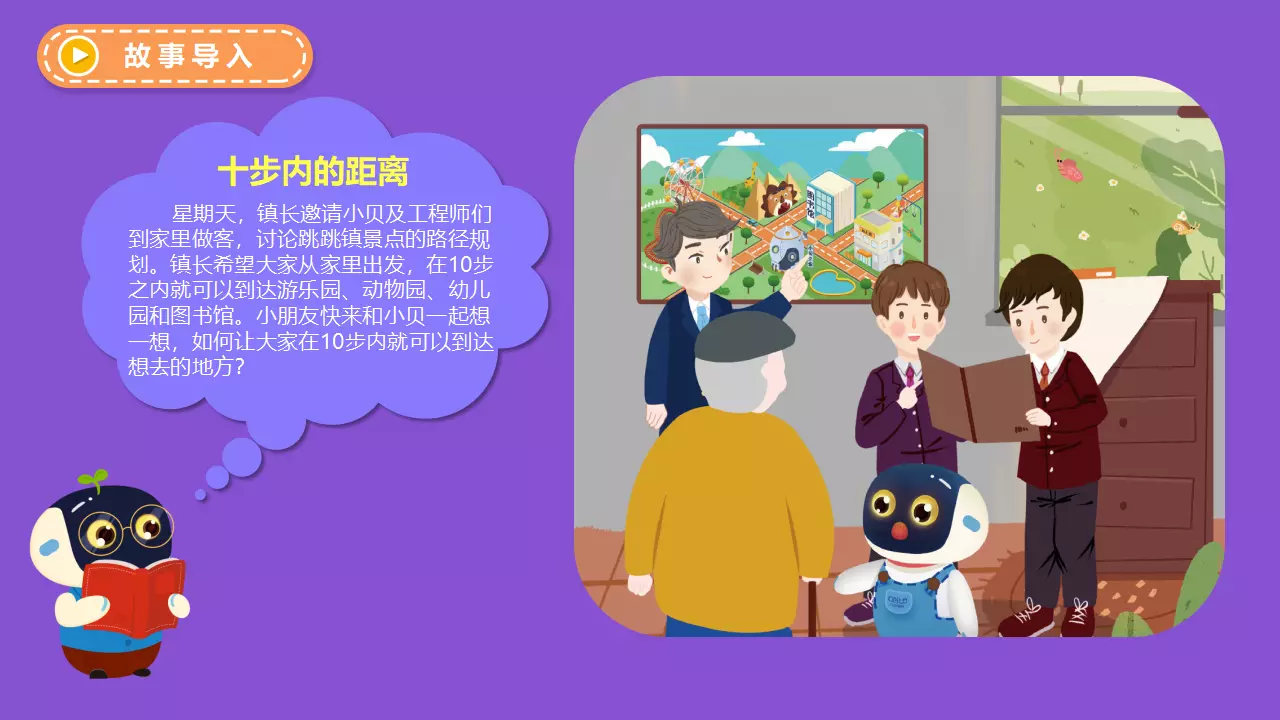 故事导入
十步内的距离
星期天，镇长邀请小贝及工程师们
到家里做客，讨论跳跳镇景点的路径规
划。镇长希望大家从家里出发，在10步
之内就可以到达游乐园、动物园、幼儿
园和图书馆。小朋友快来和小贝一起想
一想，如何让大家在10步内就可以到达
想去的地方？